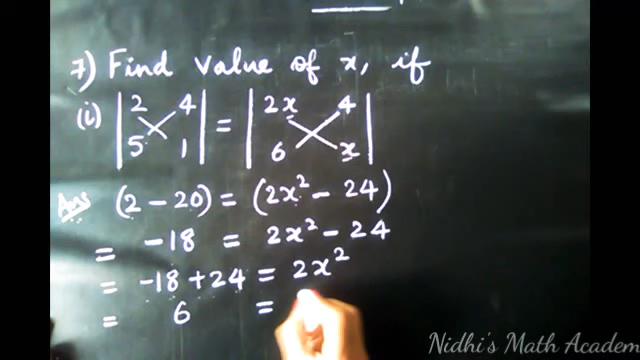 7) Find value of x, if
(i) |2 4 5 1| = |2x 4 6 x|
Ans (2 - 20) = (2x² - 24)
= -18 = 2x² - 24
= -18 + 24 = 2x²
= 6 =
Nidhi's Math Academ